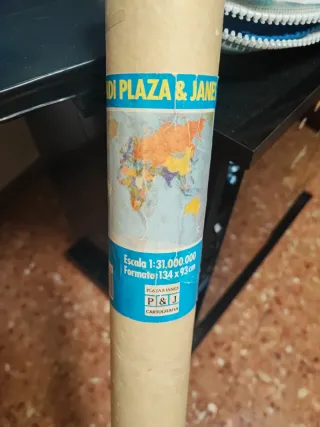 DI PLAZA & JANES
Escala 1:31.000.000
Formato: 134 x 93 cm
PLAZA & JANES
P & J
CARTOGRAFIA